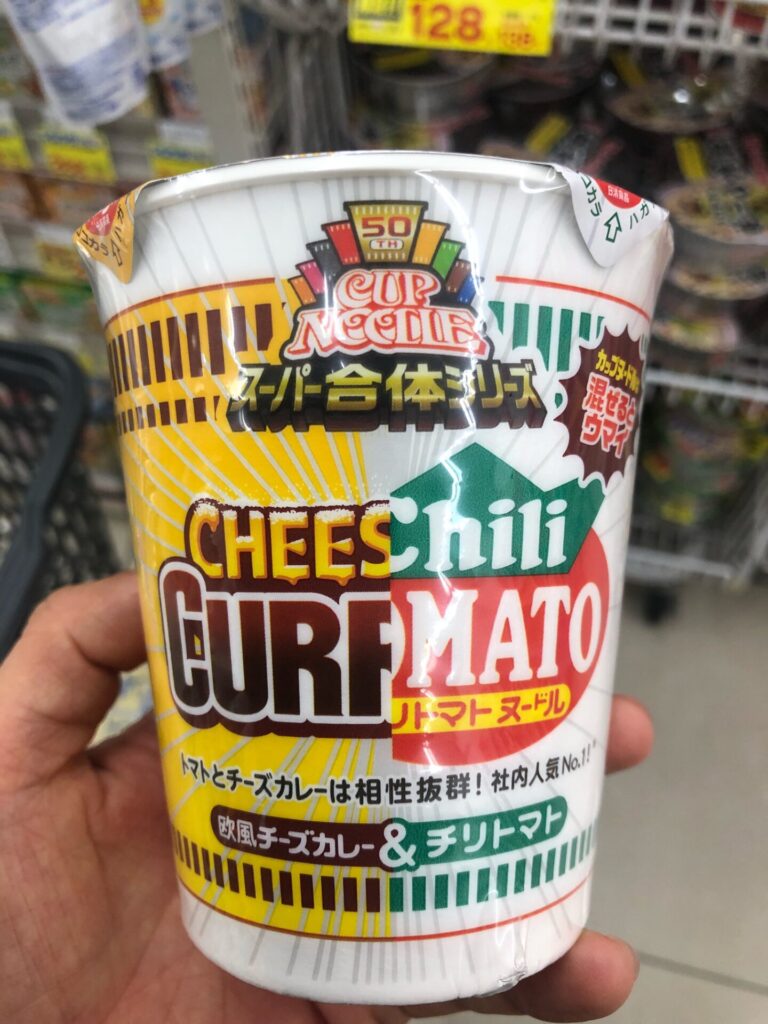 128
50
TH
CUP
NOODLE
スーパー合体シリーズ
カップヌードル
混ぜると
ウマイ
CHEES
CURR
Chili
OMATO
リトマト ヌードル
トマトとチーズカレーは相性抜群! 社内人気No.1!*
欧風チーズカレー & チリトマト